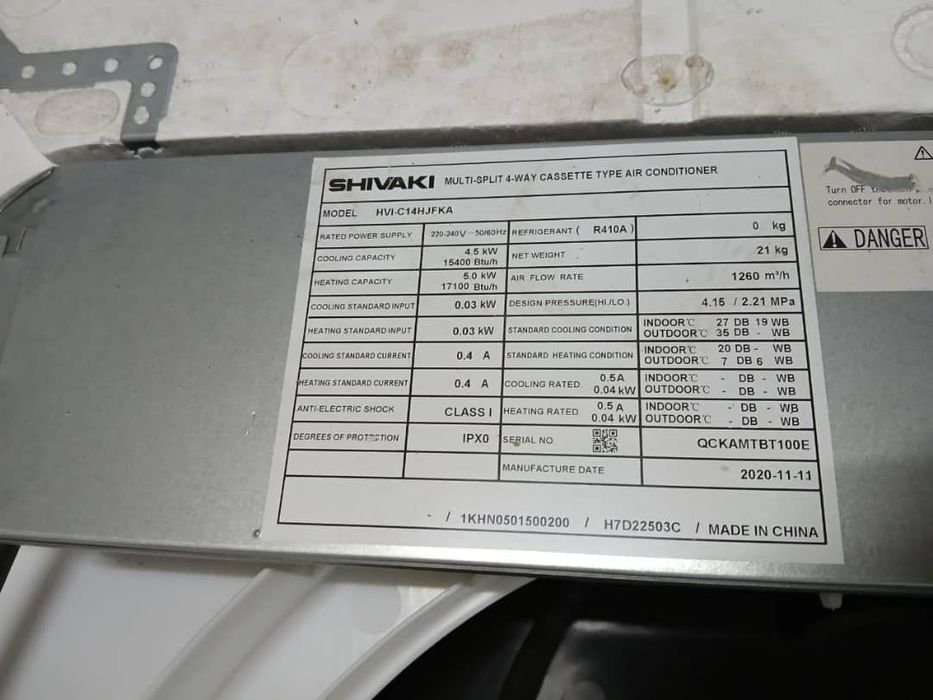 SHIVAKI MULTI-SPLIT 4-WAY CASSETTE TYPE AIR CONDITIONER
MODEL HVI-C14HJFKA
RATED POWER SUPPLY 220-240V~50/60Hz REFRIGERANT ( R410A ) 0 kg
COOLING CAPACITY 4.5 kW 15400 Btu/h NET WEIGHT 21 kg
HEATING CAPACITY 5.0 kW 17100 Btu/h AIR FLOW RATE 1260 m³/h
COOLING STANDARD INPUT 0.03 kW DESIGN PRESSURE(HI./LO.) 4.15 / 2.21 MPa
HEATING STANDARD INPUT 0.03 kW STANDARD COOLING CONDITION INDOOR℃ 27 DB 19 WB
OUTDOOR℃ 35 DB - WB
COOLING STANDARD CURRENT 0.4 A STANDARD HEATING CONDITION INDOOR℃ 20 DB - WB
OUTDOOR℃ 7 DB 6 WB
HEATING STANDARD CURRENT 0.4 A COOLING RATED 0.5A 0.04 kW INDOOR℃ - DB - WB
OUTDOOR℃ - DB - WB
ANTI-ELECTRIC SHOCK CLASS I HEATING RATED 0.5 A 0.04 kW INDOOR℃ - DB - WB
OUTDOOR℃ - DB - WB
DEGREES OF PROTECTION IPX0 SERIAL NO. QCKAMTBT100E
MANUFACTURE DATE 2020-11-11
- / 1KHN0501500200 / H7D22503C / MADE IN CHINA
Turn OFF
connector for motor.
DANGER